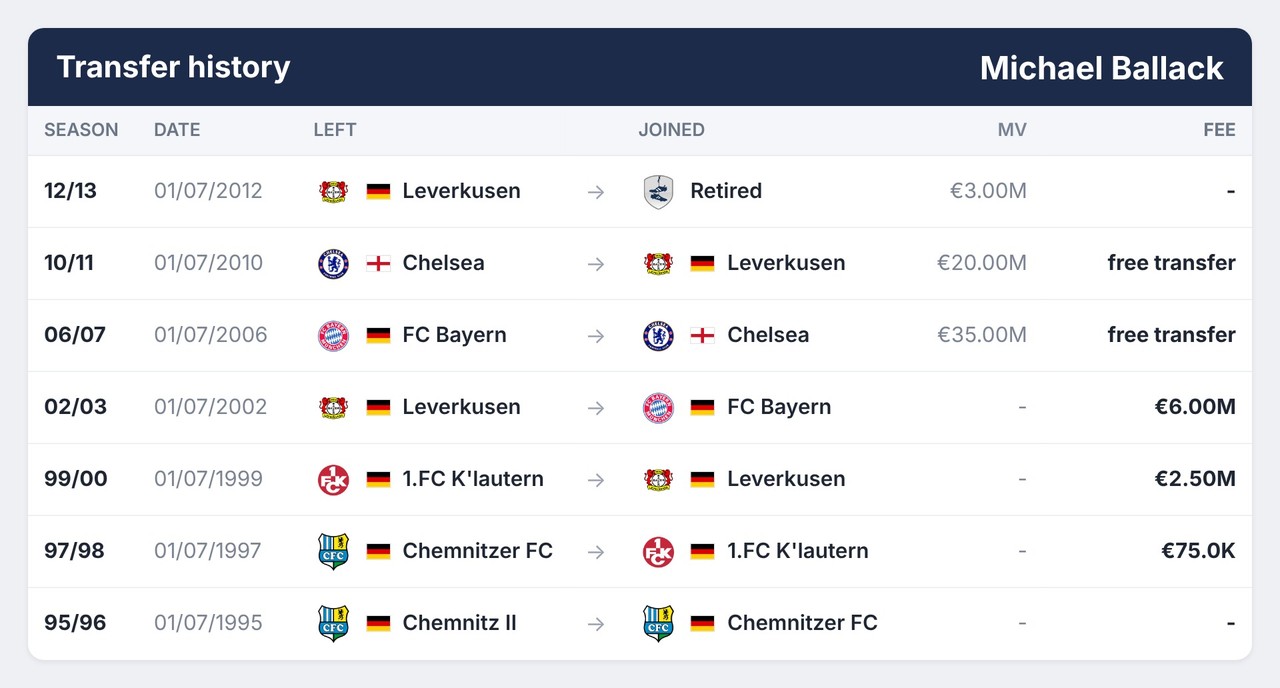 Transfer history Michael Ballack
SEASON DATE LEFT JOINED MV FEE
12/13 01/07/2012 Leverkusen → Retired €3.00M -
10/11 01/07/2010 Chelsea → Leverkusen €20.00M free transfer
06/07 01/07/2006 FC Bayern → Chelsea €35.00M free transfer
02/03 01/07/2002 Leverkusen → FC Bayern - €6.00M
99/00 01/07/1999 1.FC K'lautern → Leverkusen - €2.50M
97/98 01/07/1997 Chemnitzer FC → 1.FC K'lautern - €75.0K
95/96 01/07/1995 Chemnitz II → Chemnitzer FC - -